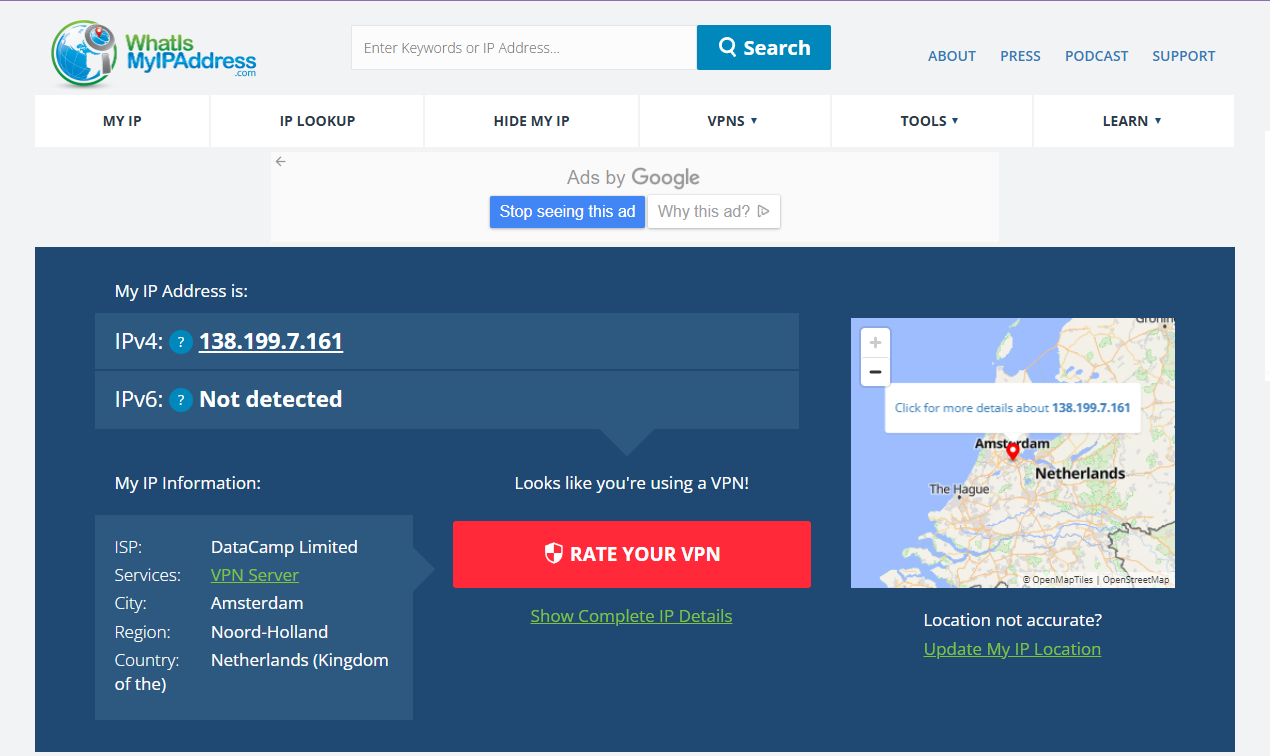 WhatIs
MyIPAddress
.com
Enter Keywords or IP Address...
Search
ABOUT PRESS PODCAST SUPPORT
MY IP IP LOOKUP HIDE MY IP VPNS ▼ TOOLS ▼ LEARN ▼
Ads by Google
Stop seeing this ad Why this ad?
My IP Address is:
IPv4: ? 138.199.7.161
IPv6: ? Not detected
My IP Information:
ISP: DataCamp Limited
Services: VPN Server
City: Amsterdam
Region: Noord-Holland
Country: Netherlands (Kingdom
of the)
Looks like you're using a VPN!
RATE YOUR VPN
Show Complete IP Details
+
−
Click for more details about 138.199.7.161
Amsterdam
Netherlands
The Hague
© OpenMapTiles | OpenStreetMap
Location not accurate?
Update My IP Location